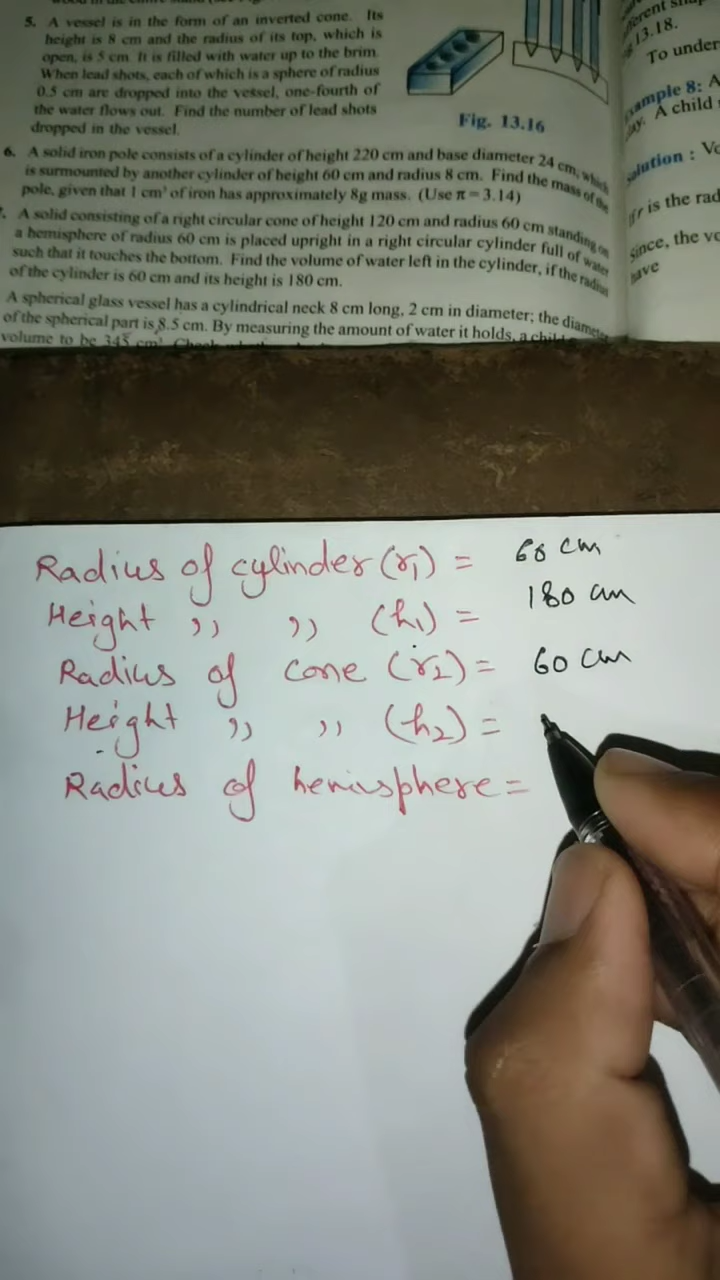 5. A vessel is in the form of an inverted cone. Its
height is 8 cm and the radius of its top, which is
open, is 5 cm. It is filled with water up to the brim.
When lead shots, each of which is a sphere of radius
0.5 cm are dropped into the vessel, one-fourth of
the water flows out. Find the number of lead shots
dropped in the vessel.
Fig. 13.16
6. A solid iron pole consists of a cylinder of height 220 cm and base diameter 24 cm, which
is surmounted by another cylinder of height 60 cm and radius 8 cm. Find the mass of the
pole, given that 1 cm³ of iron has approximately 8g mass. (Use π = 3.14)
A solid consisting of a right circular cone of height 120 cm and radius 60 cm standing on
a hemisphere of radius 60 cm is placed upright in a right circular cylinder full of water
such that it touches the bottom. Find the volume of water left in the cylinder, if the radius
of the cylinder is 60 cm and its height is 180 cm.
A spherical glass vessel has a cylindrical neck 8 cm long, 2 cm in diameter; the diameter
of the spherical part is 8.5 cm. By measuring the amount of water it holds, a child
volume to be 345 cm³.
13.18.
To under
Example 8: A
day. A child
Solution : Vo
If r is the rad
since, the vo
have
Radius of cylinder (r₁) = 60 cm
Height ,, ,, (h₁) = 180 cm
Radius of cone (r₂) = 60 cm
Height ,, ,, (h₂) =
Radius of hemisphere =